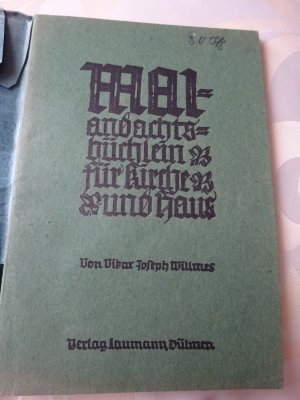 Mai=
andachts=
büchlein
für Kirche
und Haus
Von Vikar Joseph Willmes
Verlag Laumann, Dülmen